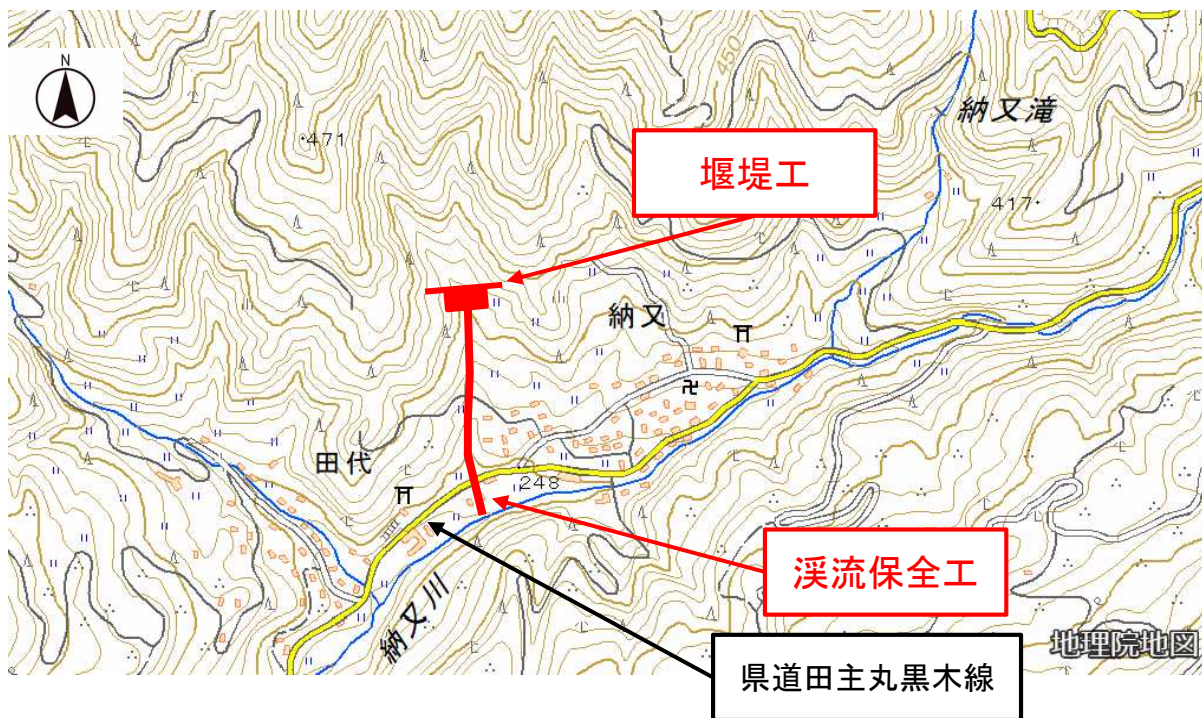 N
450
納又滝
・471
堰堤工
417・
納又
田代
248
渓流保全工
納又川
県道田主丸黒木線
地理院地図